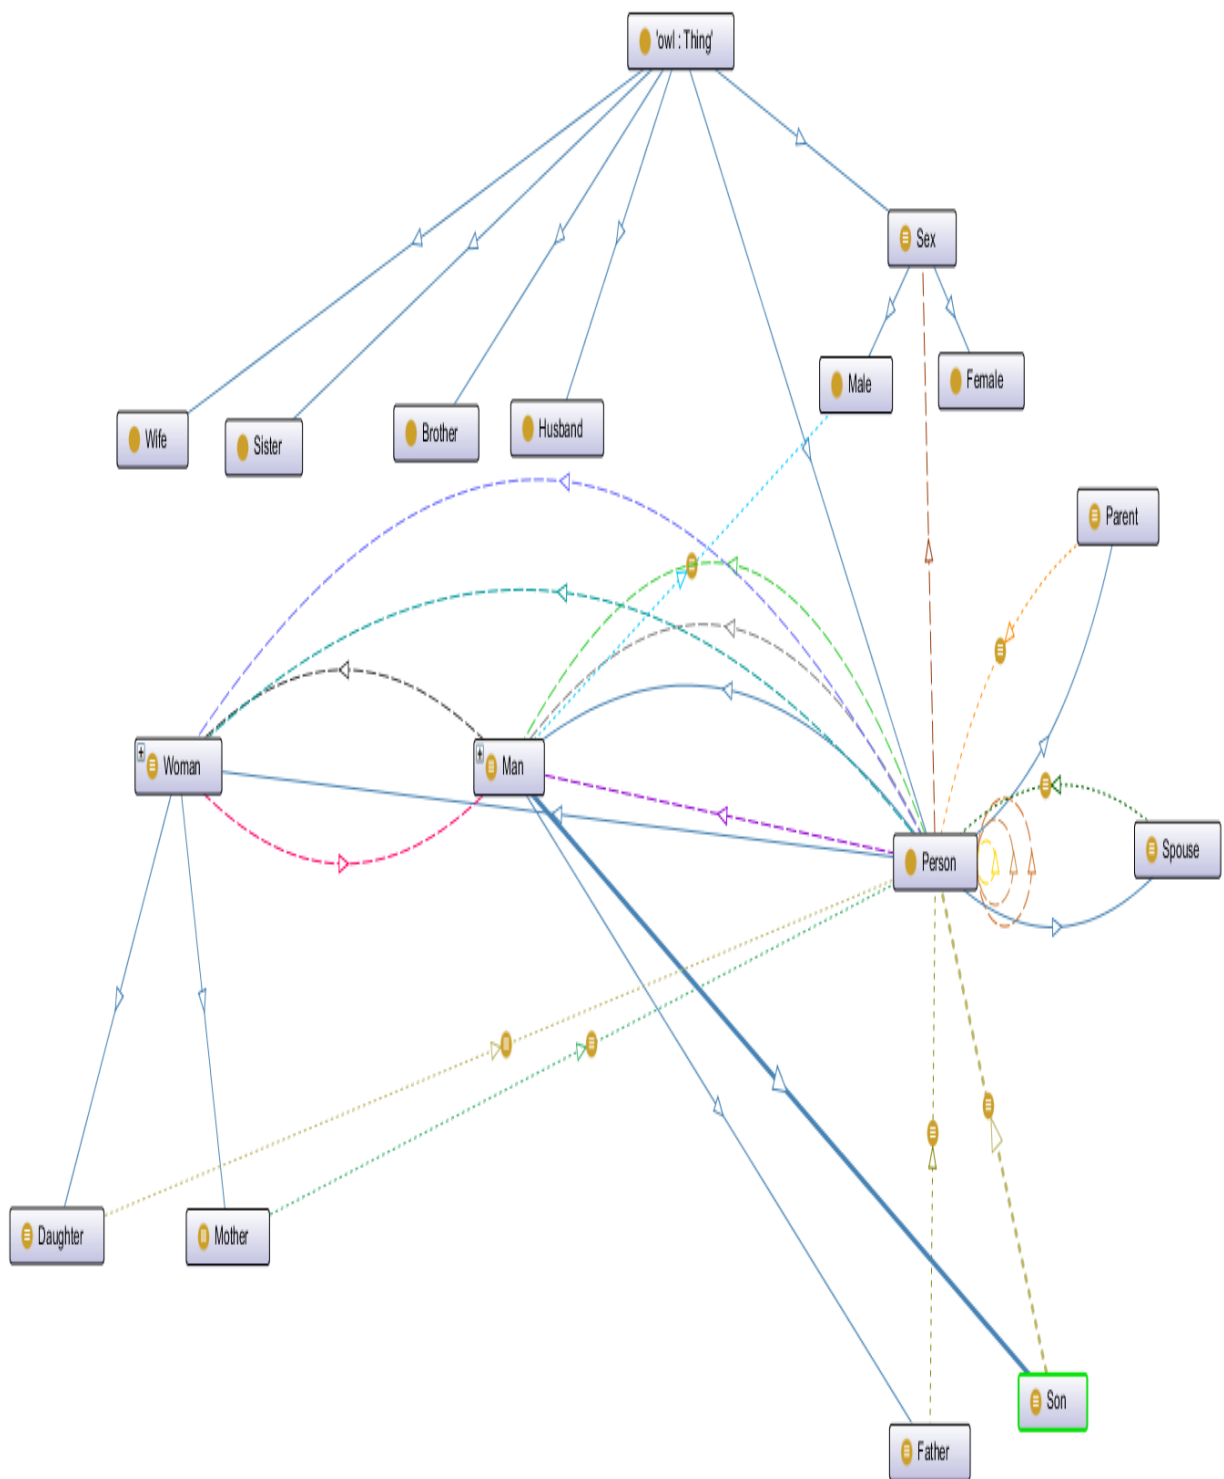 'owl : Thing'
Sex
Male
Female
Wife
Sister
Brother
Husband
Parent
Woman
Man
Person
Spouse
Daughter
Mother
Son
Father